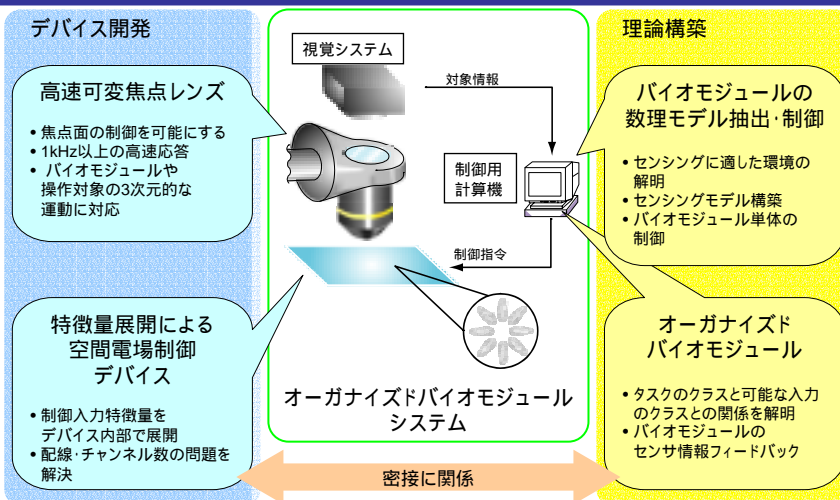 デバイス開発
高速可変焦点レンズ
• 焦点面の制御を可能にする
• 1kHz以上の高速応答
• バイオモジュールや
操作対象の3次元的な
運動に対応
特徴量展開による
空間電場制御
デバイス
• 制御入力特徴量を
デバイス内部で展開
• 配線・チャンネル数の問題を
解決
視覚システム
対象情報
制御用
計算機
制御指令
オーガナイズドバイオモジュール
システム
密接に関係
理論構築
バイオモジュールの
数理モデル抽出・制御
• センシングに適した環境の
解明
• センシングモデル構築
• バイオモジュール単体の
制御
オーガナイズド
バイオモジュール
• タスクのクラスと可能な入力
のクラスとの関係を解明
• バイオモジュールの
センサ情報フィードバック